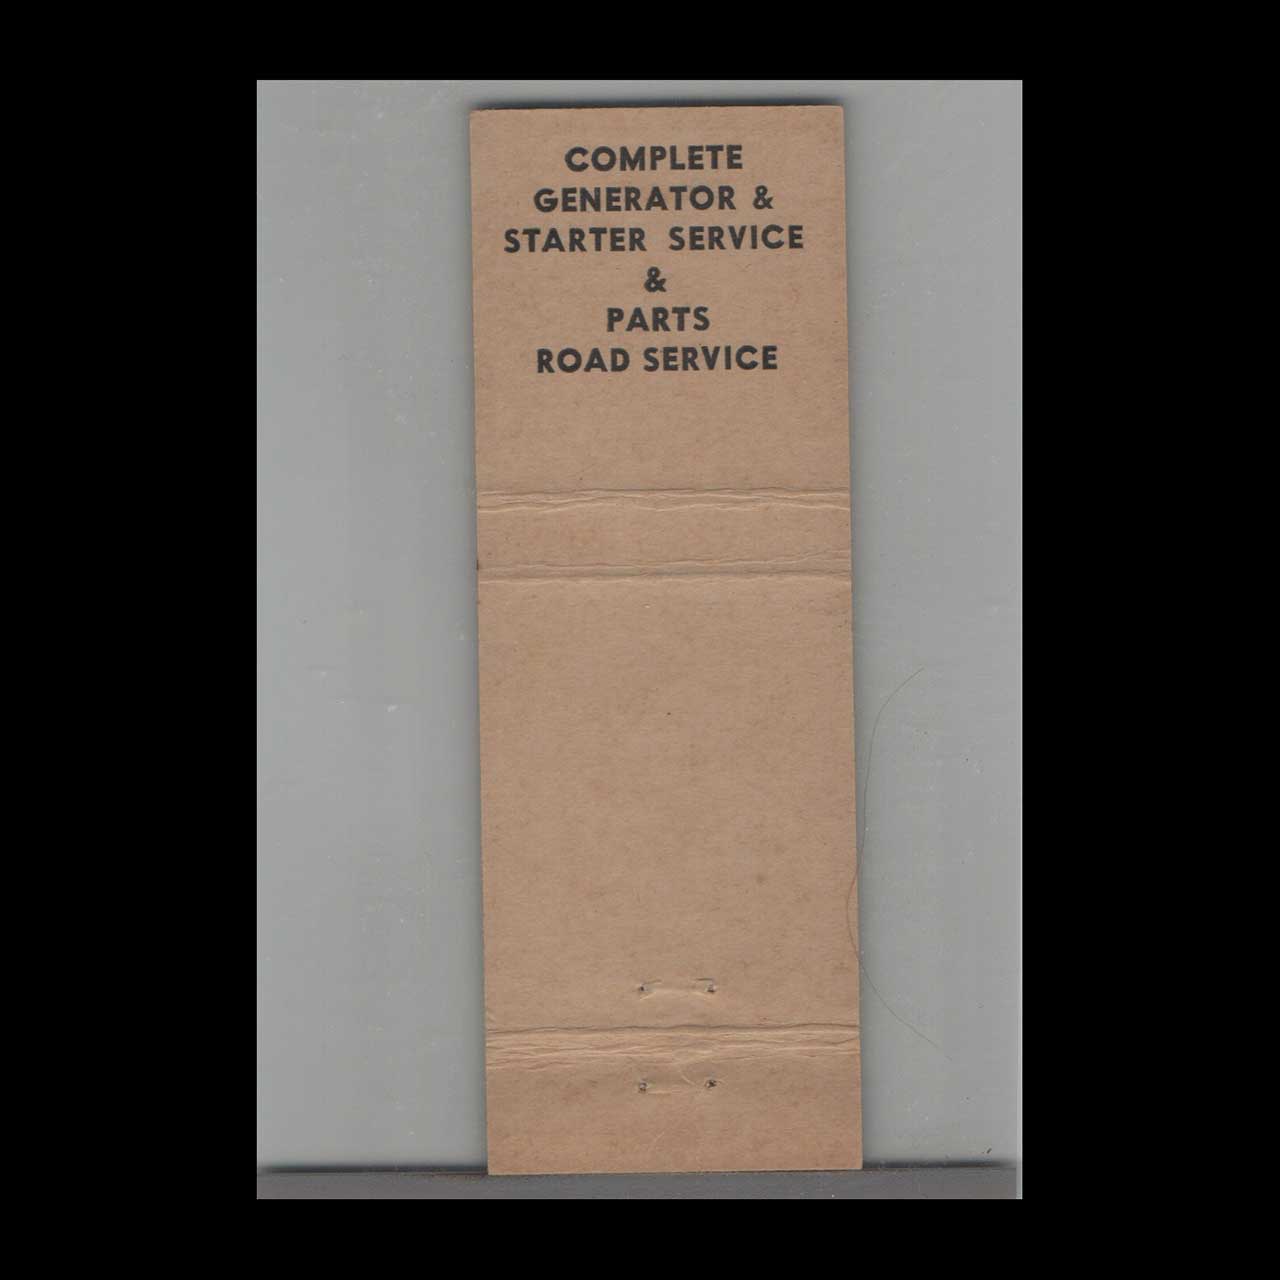 COMPLETE
GENERATOR &
STARTER SERVICE
&
PARTS
ROAD SERVICE